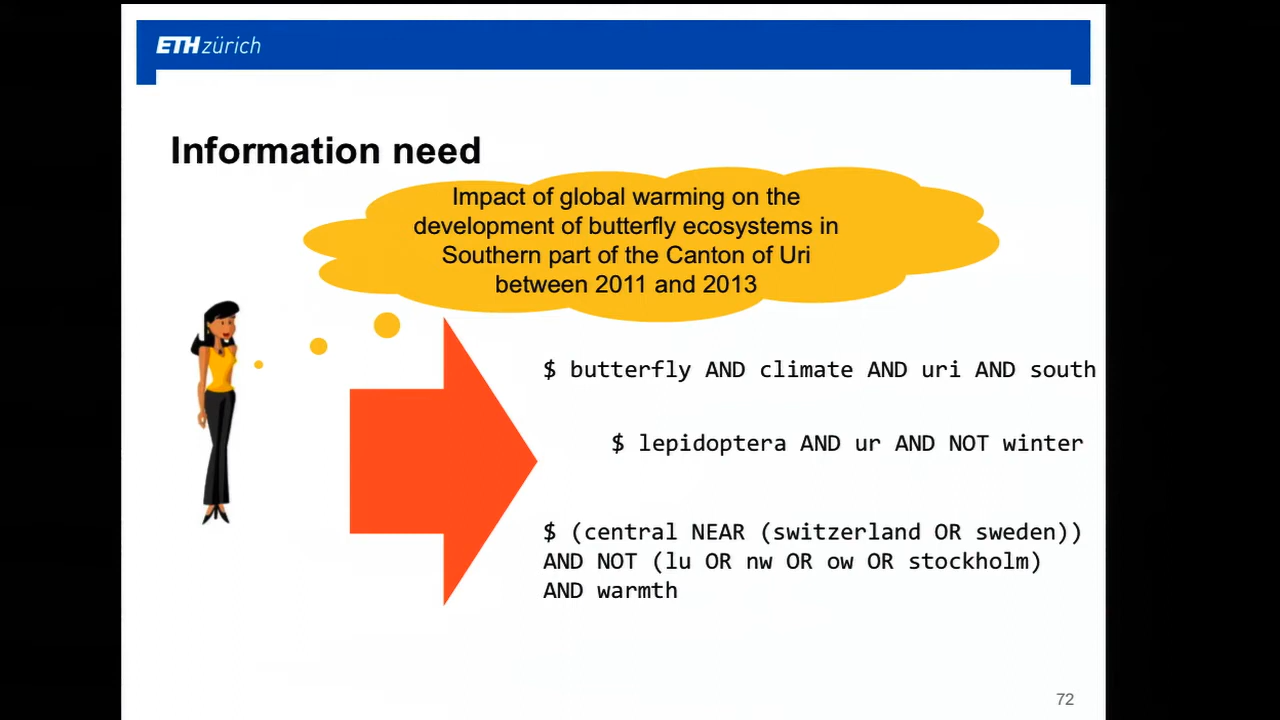 ETH zürich
Information need
Impact of global warming on the
development of butterfly ecosystems in
Southern part of the Canton of Uri
between 2011 and 2013
$ butterfly AND climate AND uri AND south
$ lepidoptera AND ur AND NOT winter
$ (central NEAR (switzerland OR sweden))
AND NOT (lu OR nw OR ow OR stockholm)
AND warmth
72